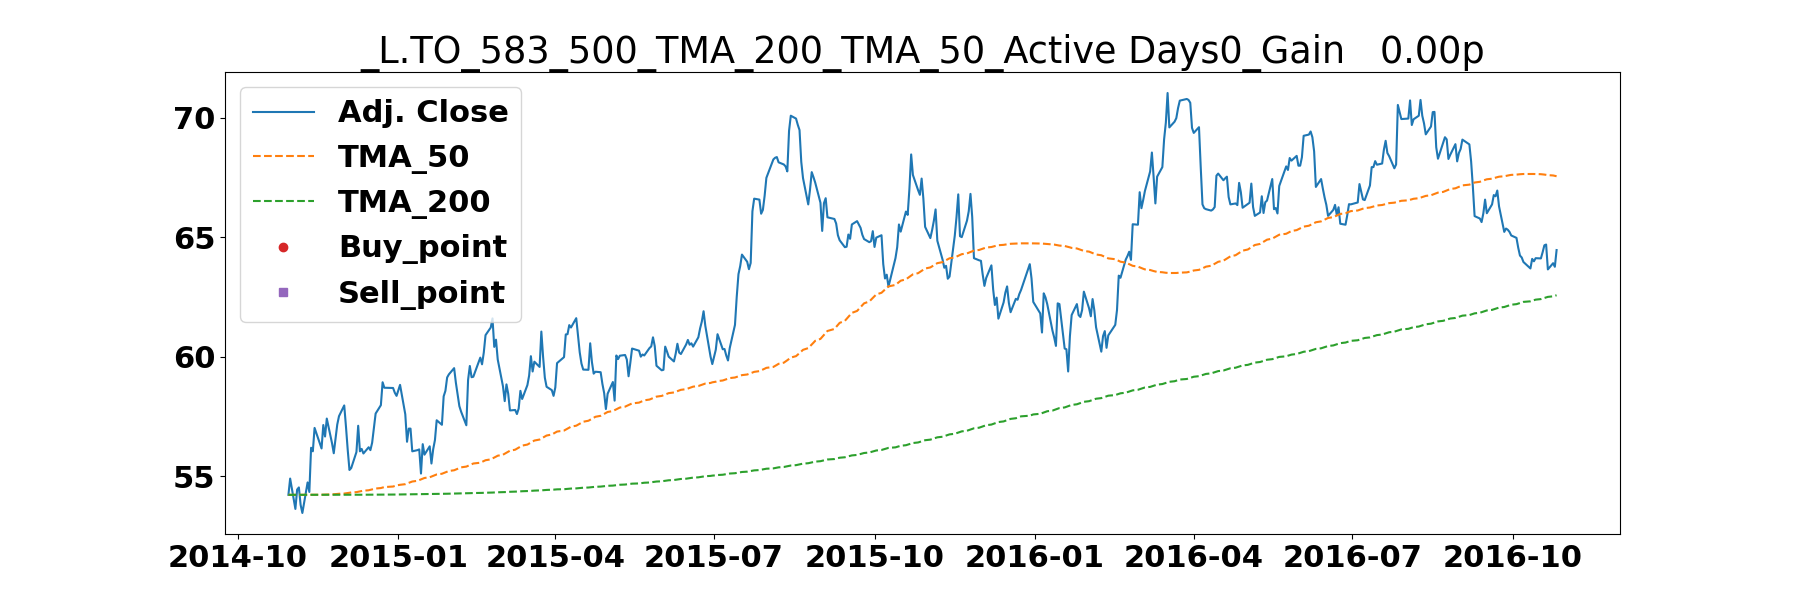 _L.TO_583_500_TMA_200_TMA_50_Active Days0_Gain   0.00p
Adj. Close
TMA_50
TMA_200
Buy_point
Sell_point
70
65
60
55
2014-10 2015-01 2015-04 2015-07 2015-10 2016-01 2016-04 2016-07 2016-10